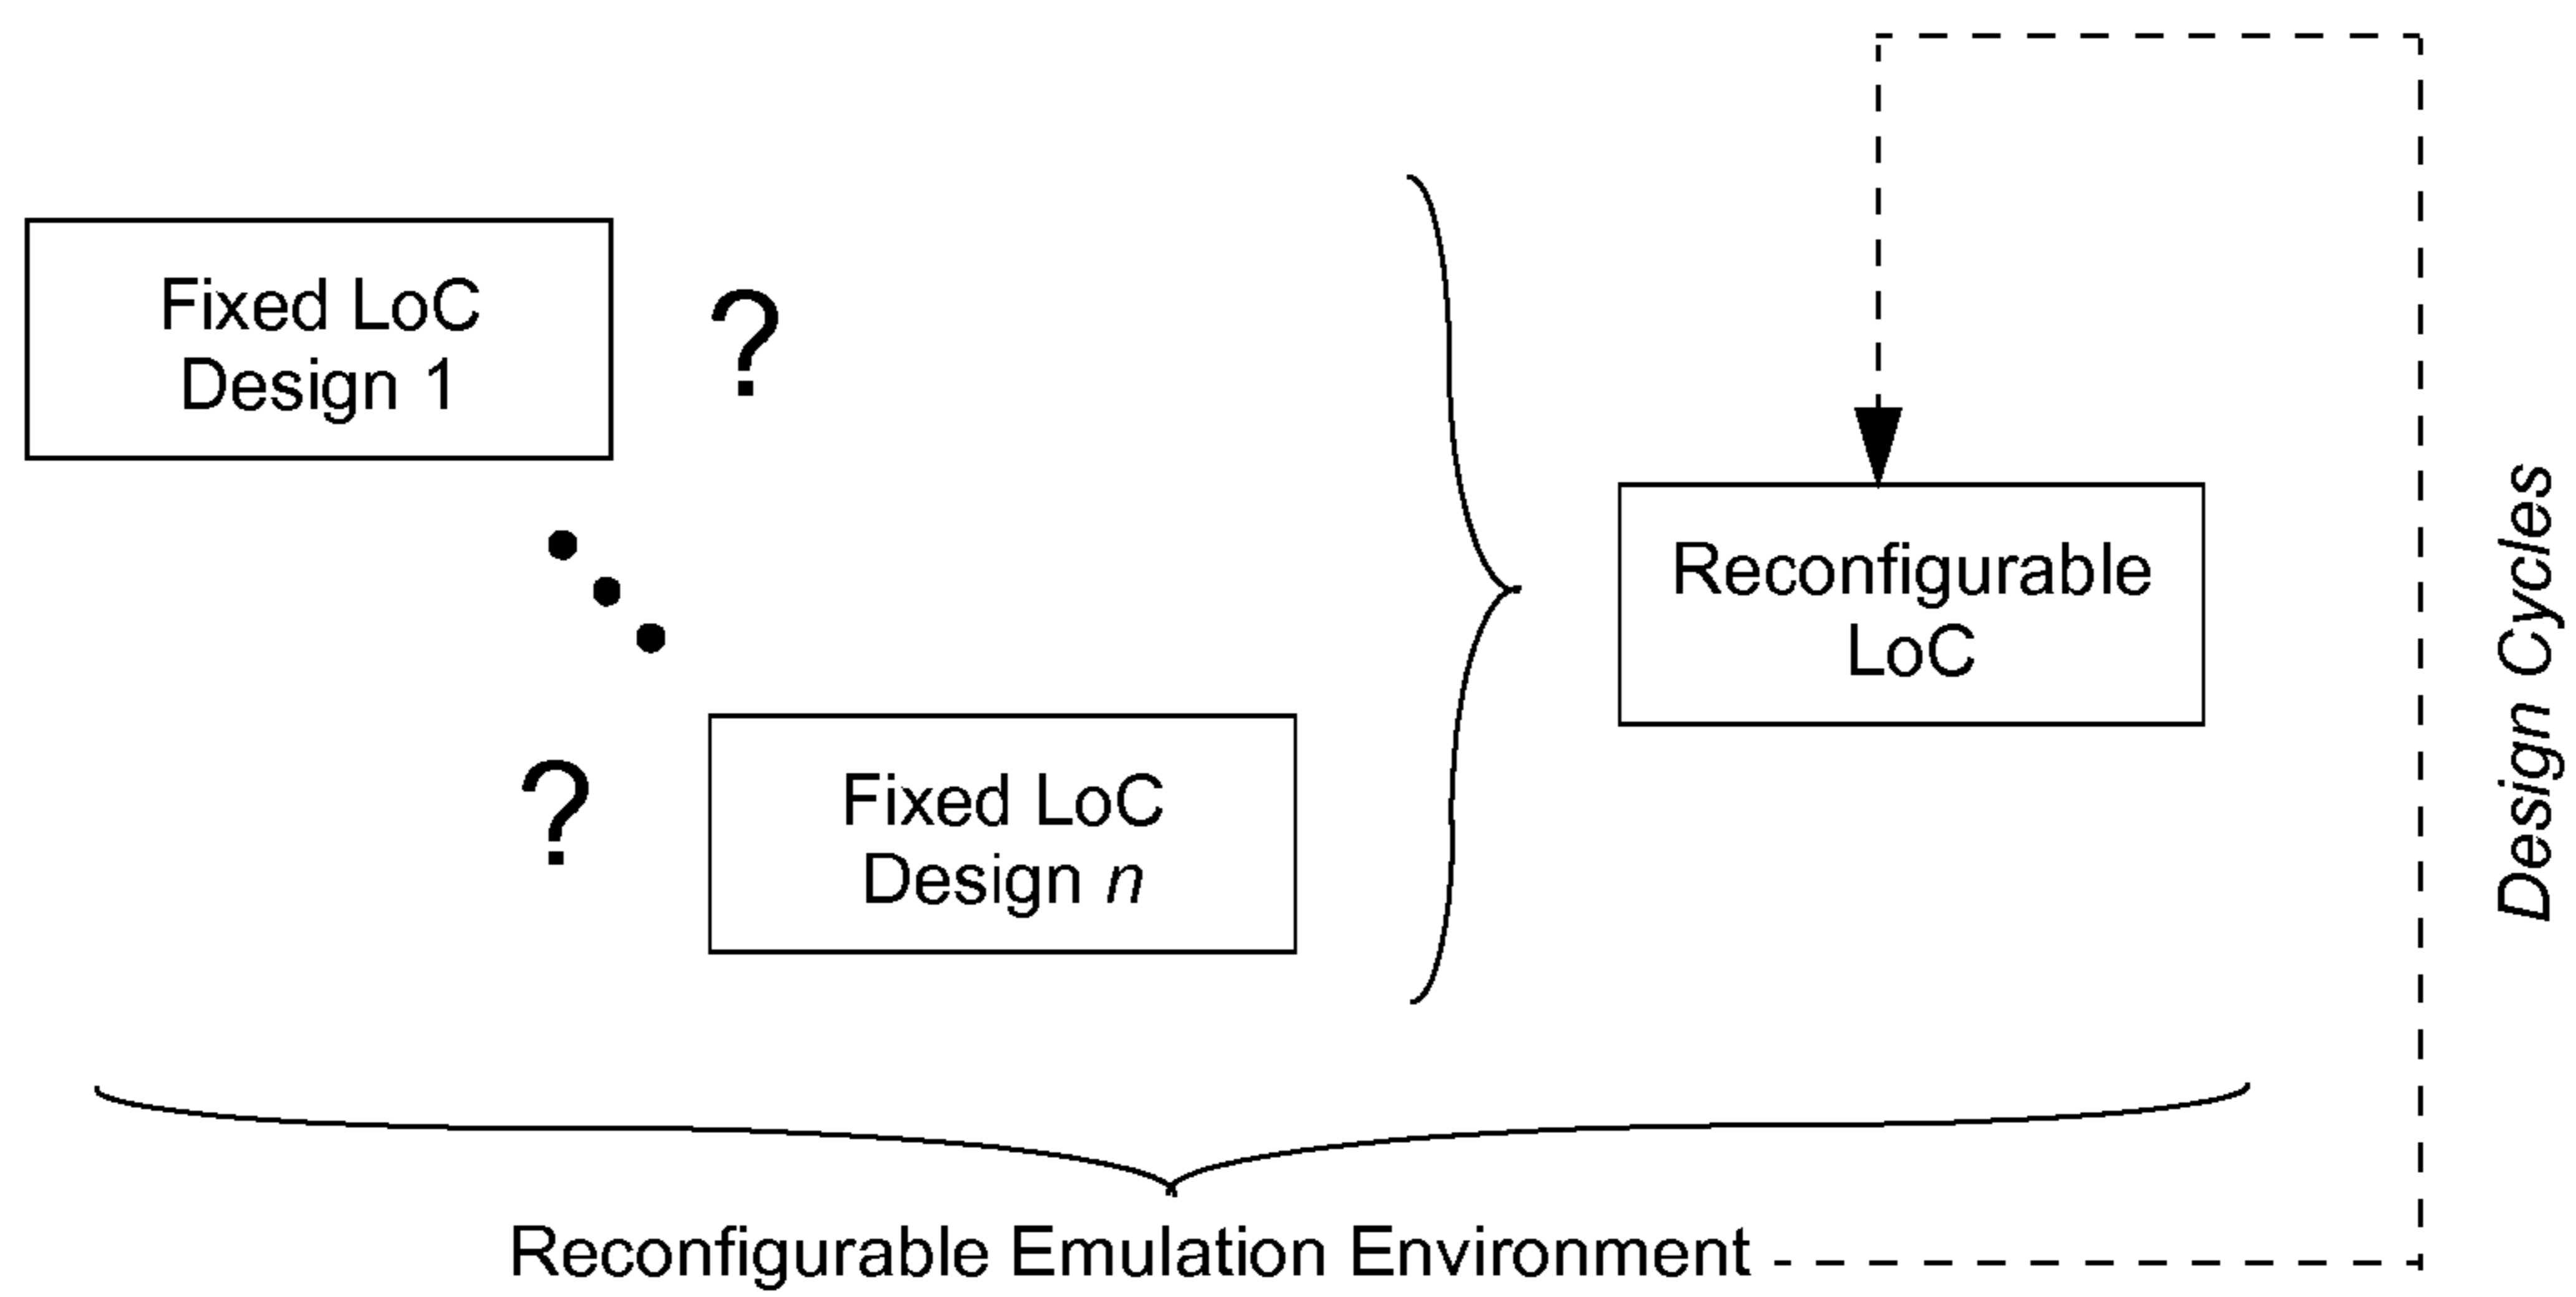 Fixed LoC
Design 1
?
?
Fixed LoC
Design n
Reconfigurable
LoC
Design Cycles
Reconfigurable Emulation Environment